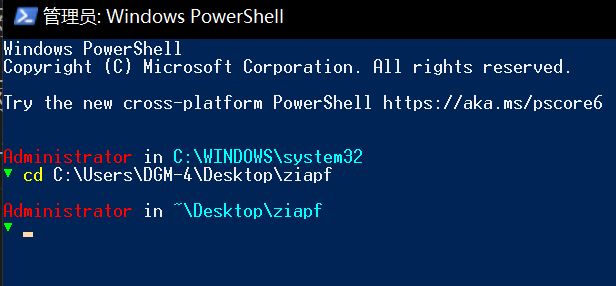 管理员: Windows PowerShell
Windows PowerShell
Copyright (C) Microsoft Corporation. All rights reserved.
Try the new cross-platform PowerShell https://aka.ms/pscore6
Administrator in C:\WINDOWS\system32
▼ cd C:\Users\DGM-4\Desktop\ziapf
Administrator in ~\Desktop\ziapf
▼